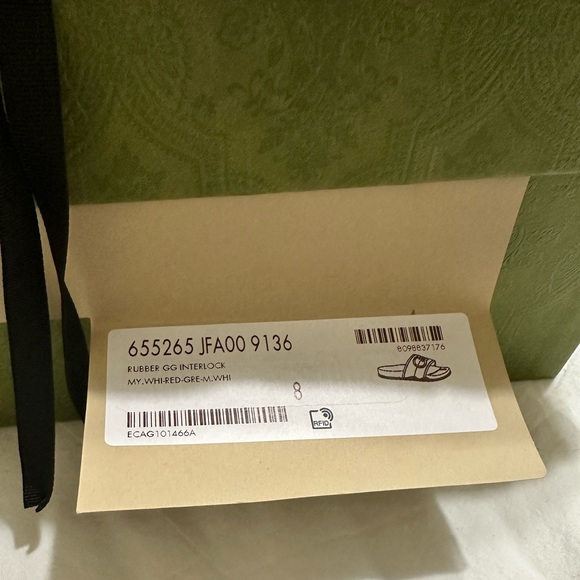 655265 JFA00 9136
8098837176
RUBBER GG INTERLOCK
MY.WHI-RED-GRE-M.WHI
8
ECAG101466A
RFID